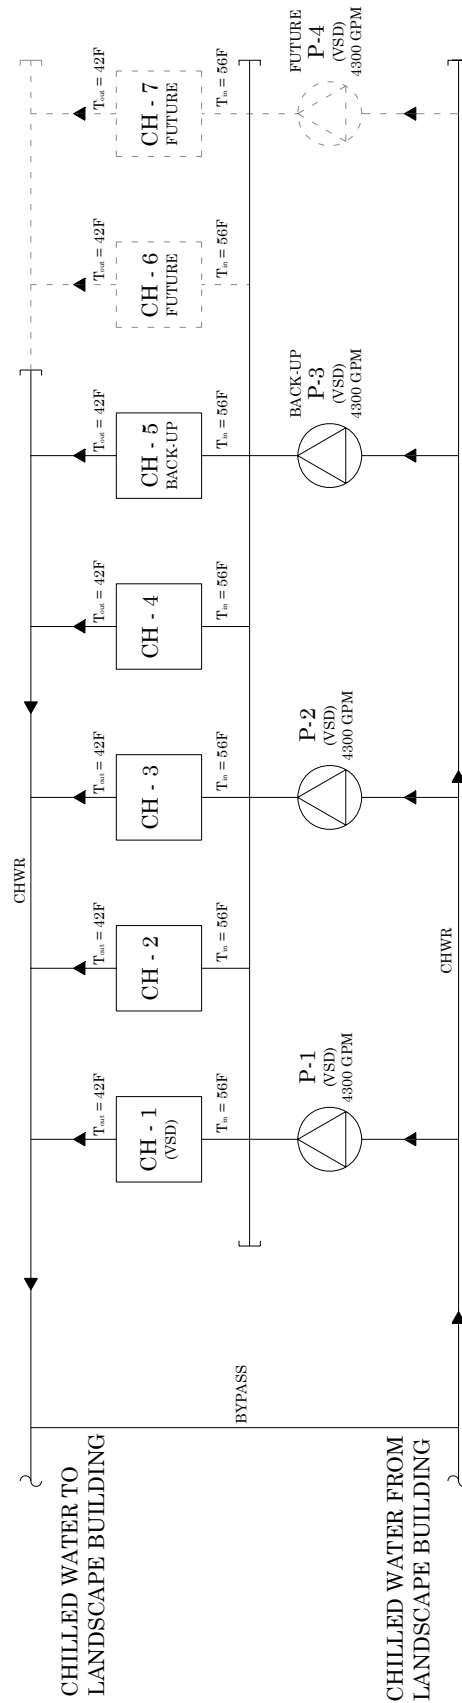 CHILLED WATER TO
LANDSCAPE BUILDING
CHWR
T_out = 42F
T_out = 42F
T_out = 42F
T_out = 42F
T_out = 42F
T_out = 42F
T_out = 42F
CH - 1
(VSD)
CH - 2
CH - 3
CH - 4
CH - 5
BACK-UP
CH - 6
FUTURE
CH - 7
FUTURE
T_in = 56F
T_in = 56F
T_in = 56F
T_in = 56F
T_in = 56F
T_in = 56F
T_in = 56F
BYPASS
P-1
(VSD)
4300 GPM
P-2
(VSD)
4300 GPM
BACK-UP
P-3
(VSD)
4300 GPM
FUTURE
P-4
(VSD)
4300 GPM
CHILLED WATER FROM
LANDSCAPE BUILDING
CHWR